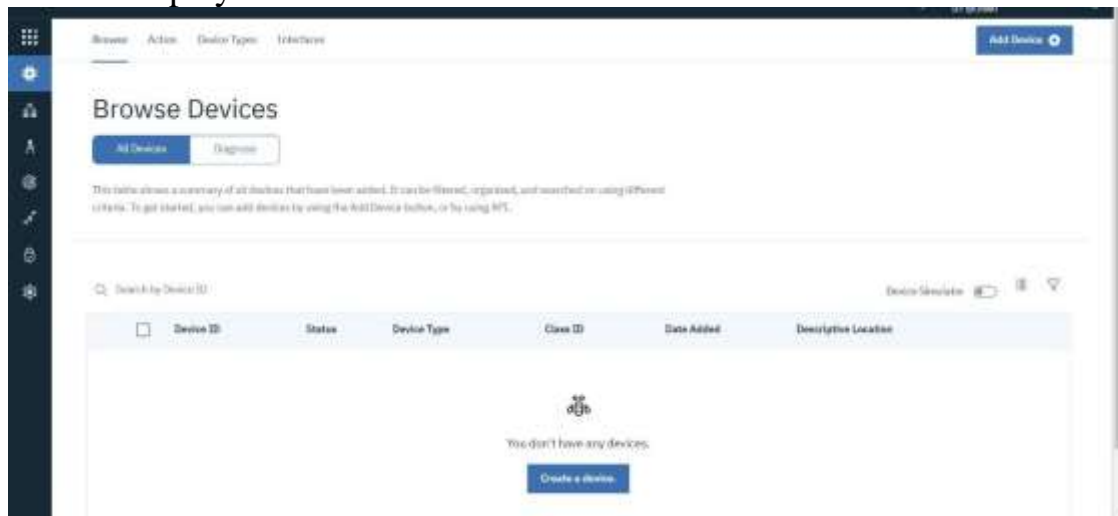 Browse Action Device Types Interfaces
Add Device
Browse Devices
All Devices Diagnose
This table shows a summary of all devices that have been added. It can be filtered, organized, and searched on using different
criteria. To get started, you can add devices by using the Add Device button, or by using API.
Search by Device ID
Device Simulator
Device ID Status Device Type Class ID Date Added Descriptive Location
You don't have any devices.
Create a device.